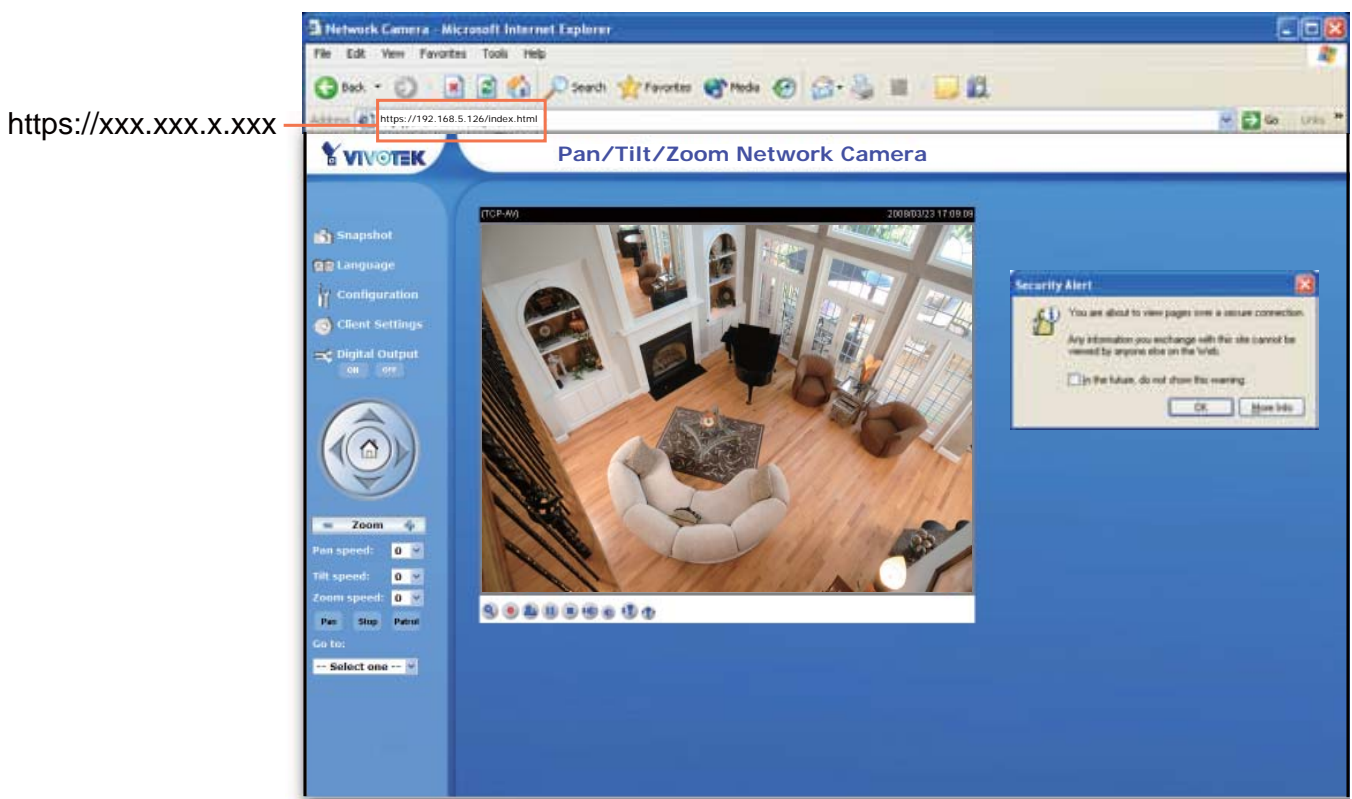 Network Camera - Microsoft Internet Explorer
File Edit View Favorites Tools Help
Back Search Favorites Media
https://xxx.xxx.x.xxx
Address https://192.168.5.126/index.html Go Links
VIVOTEK
Pan/Tilt/Zoom Network Camera
(TCP-AV) 2008/03/23 17:09:09
Snapshot
Language
Configuration
Client Settings
Digital Output
ON OFF
Zoom
Pan speed: 0
Tilt speed: 0
Zoom speed: 0
Pan Stop Patrol
Go to:
-- Select one --
Security Alert
You are about to view pages over a secure connection.
Any information you exchange with this site cannot be
viewed by anyone else on the Web.
In the future, do not show this warning
OK More Info